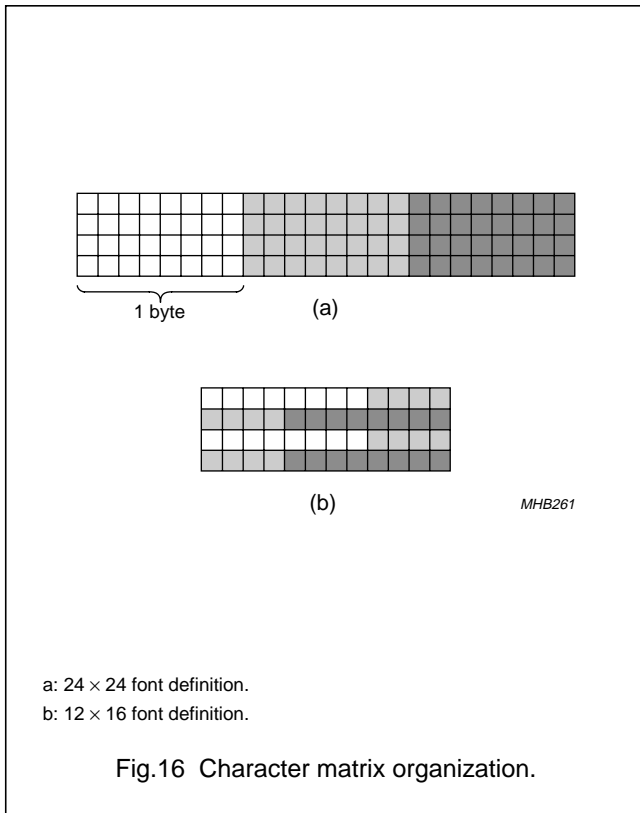 1 byte
(a)
(b)
MHB261
a: 24 × 24 font definition.
b: 12 × 16 font definition.
Fig.16 Character matrix organization.